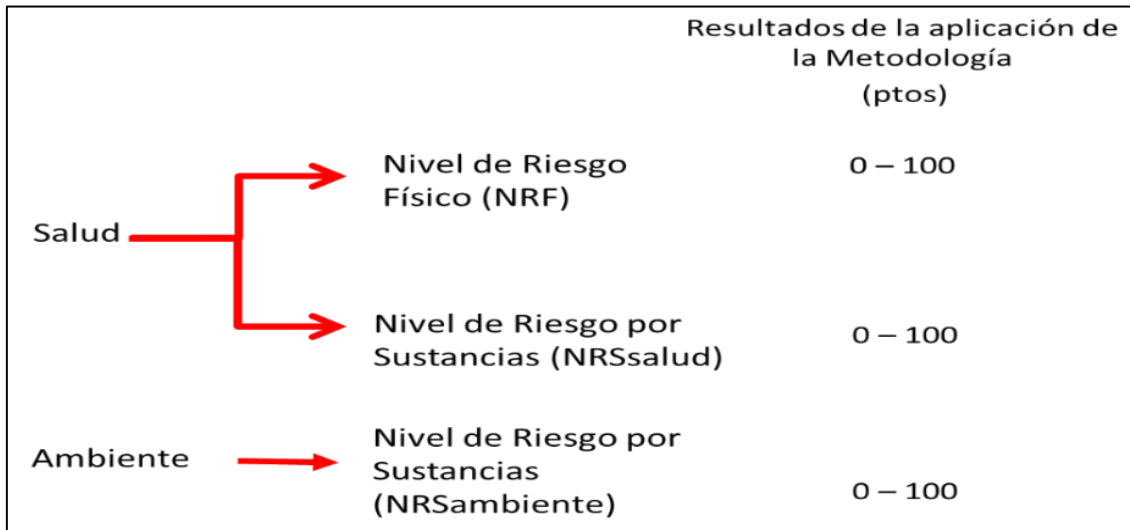 Resultados de la aplicación de
la Metodología
(ptos)
Salud
Nivel de Riesgo
Físico (NRF)
0 – 100
Nivel de Riesgo por
Sustancias (NRSsalud)
0 – 100
Ambiente
Nivel de Riesgo por
Sustancias
(NRSambiente)
0 – 100